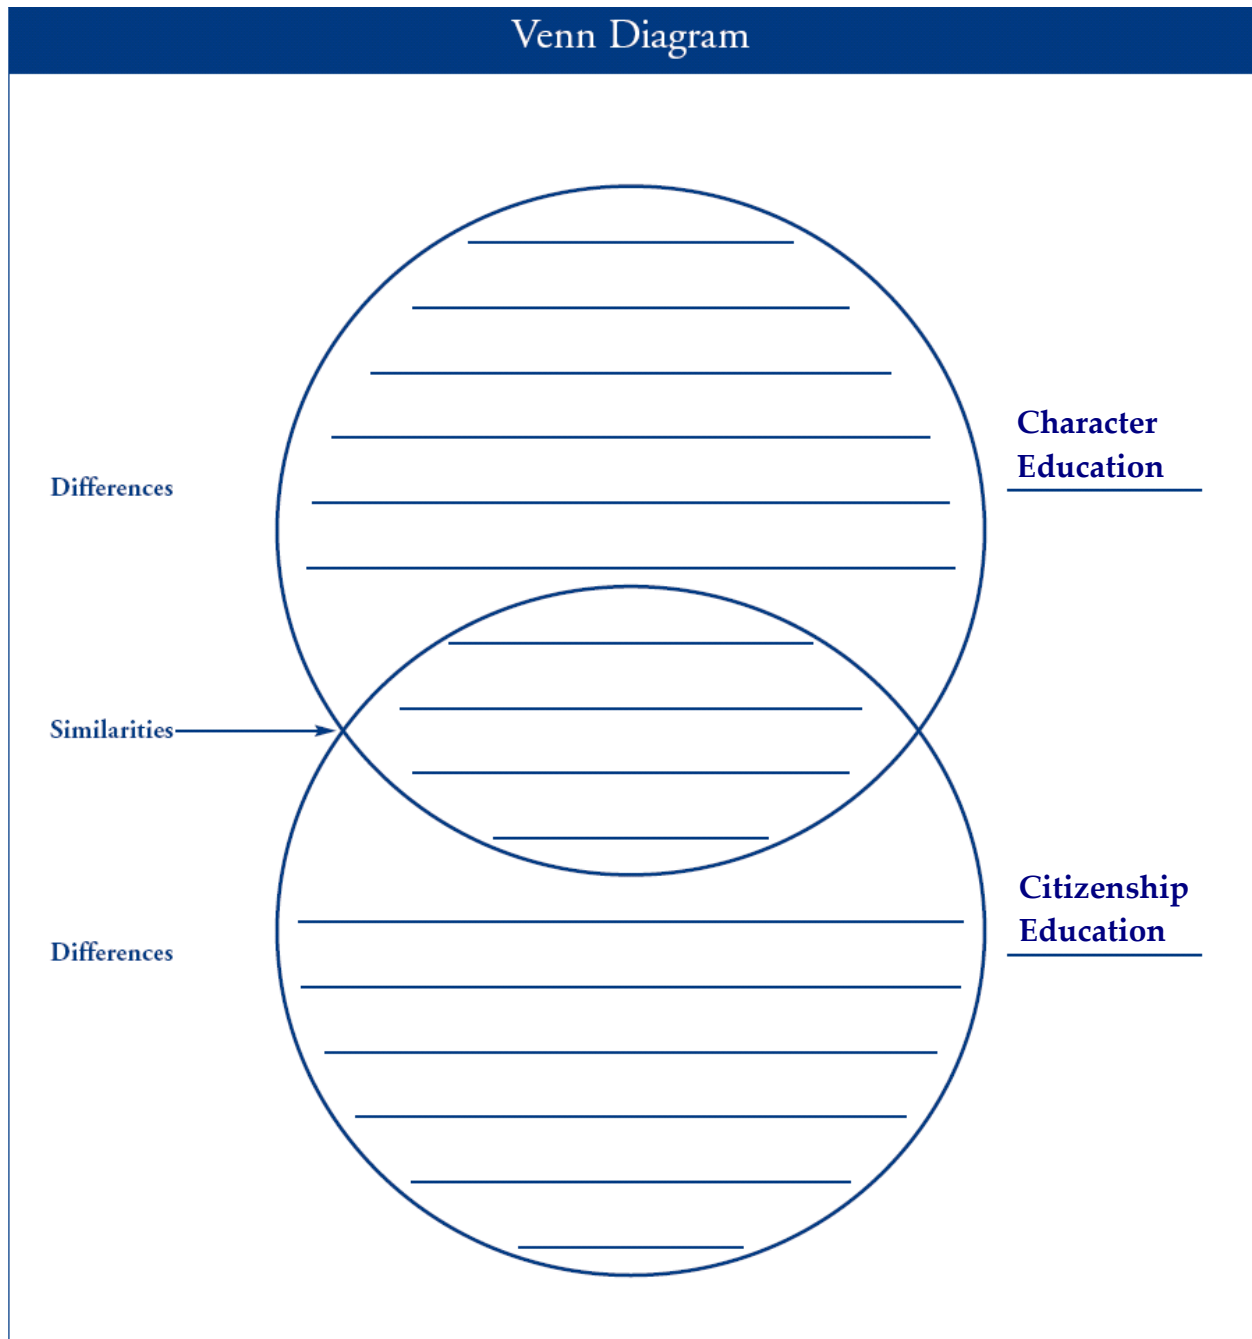 Venn Diagram
Character
Education
Differences
Similarities
Citizenship
Education
Differences